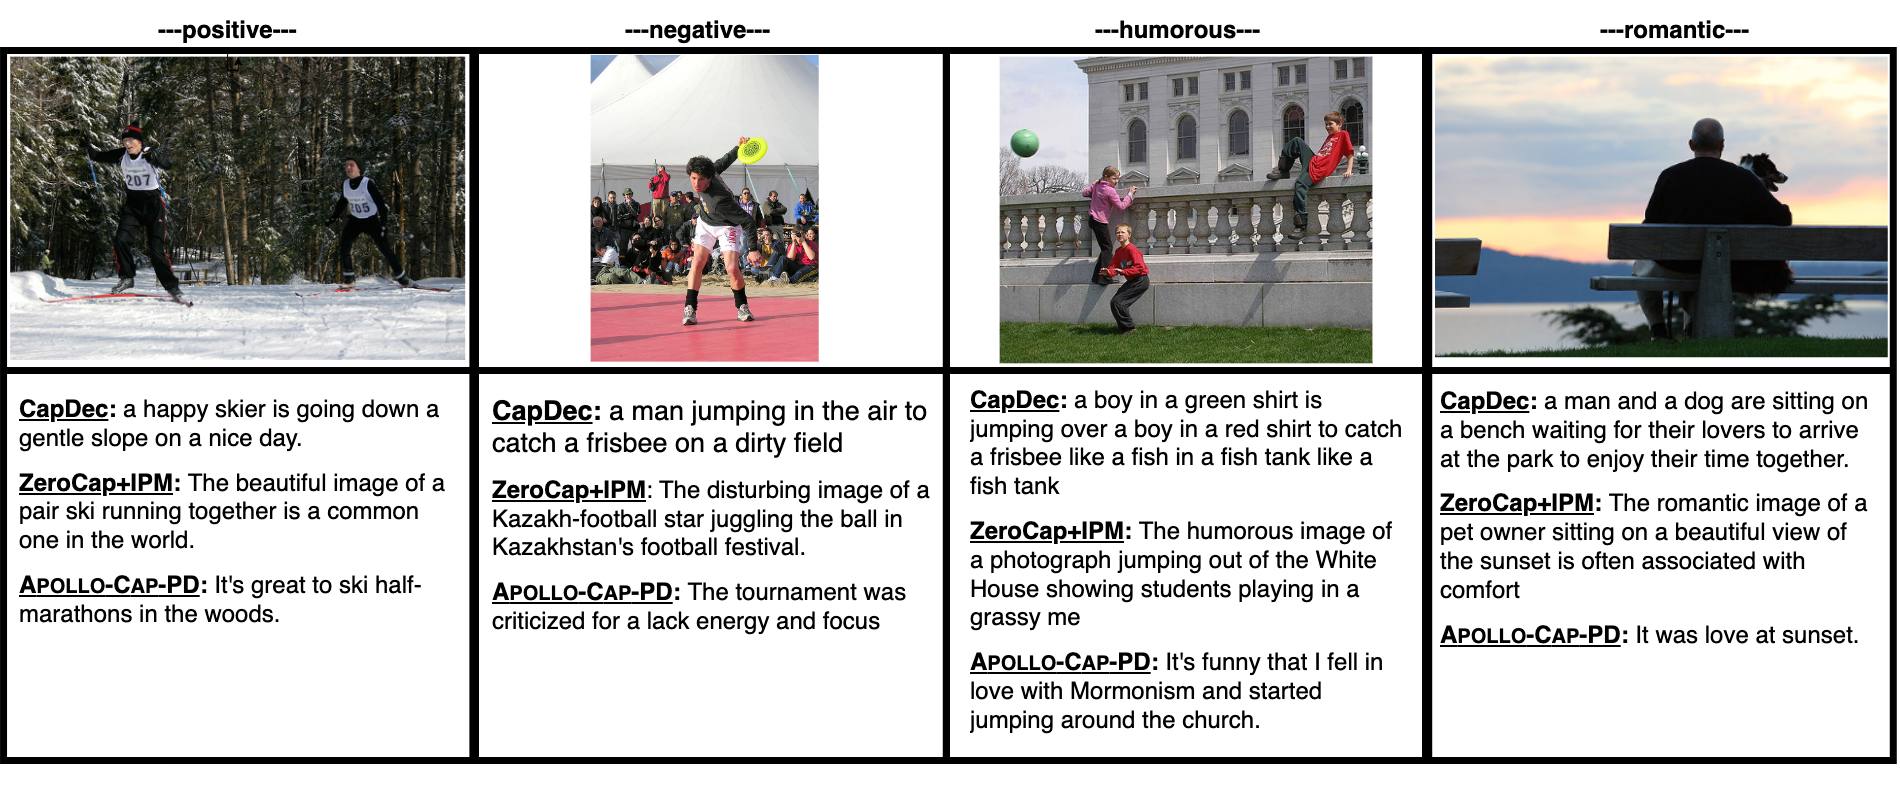 ---positive---
---negative---
---humorous---
---romantic---
207
205
CapDec: a happy skier is going down a
gentle slope on a nice day.
ZeroCap+IPM: The beautiful image of a
pair ski running together is a common
one in the world.
APOLLO-CAP-PD: It's great to ski half-
marathons in the woods.
CapDec: a man jumping in the air to
catch a frisbee on a dirty field
ZeroCap+IPM: The disturbing image of a
Kazakh-football star juggling the ball in
Kazakhstan's football festival.
APOLLO-CAP-PD: The tournament was
criticized for a lack energy and focus
CapDec: a boy in a green shirt is
jumping over a boy in a red shirt to catch
a frisbee like a fish in a fish tank like a
fish tank
ZeroCap+IPM: The humorous image of
a photograph jumping out of the White
House showing students playing in a
grassy me
APOLLO-CAP-PD: It's funny that I fell in
love with Mormonism and started
jumping around the church.
CapDec: a man and a dog are sitting on
a bench waiting for their lovers to arrive
at the park to enjoy their time together.
ZeroCap+IPM: The romantic image of a
pet owner sitting on a beautiful view of
the sunset is often associated with
comfort
APOLLO-CAP-PD: It was love at sunset.